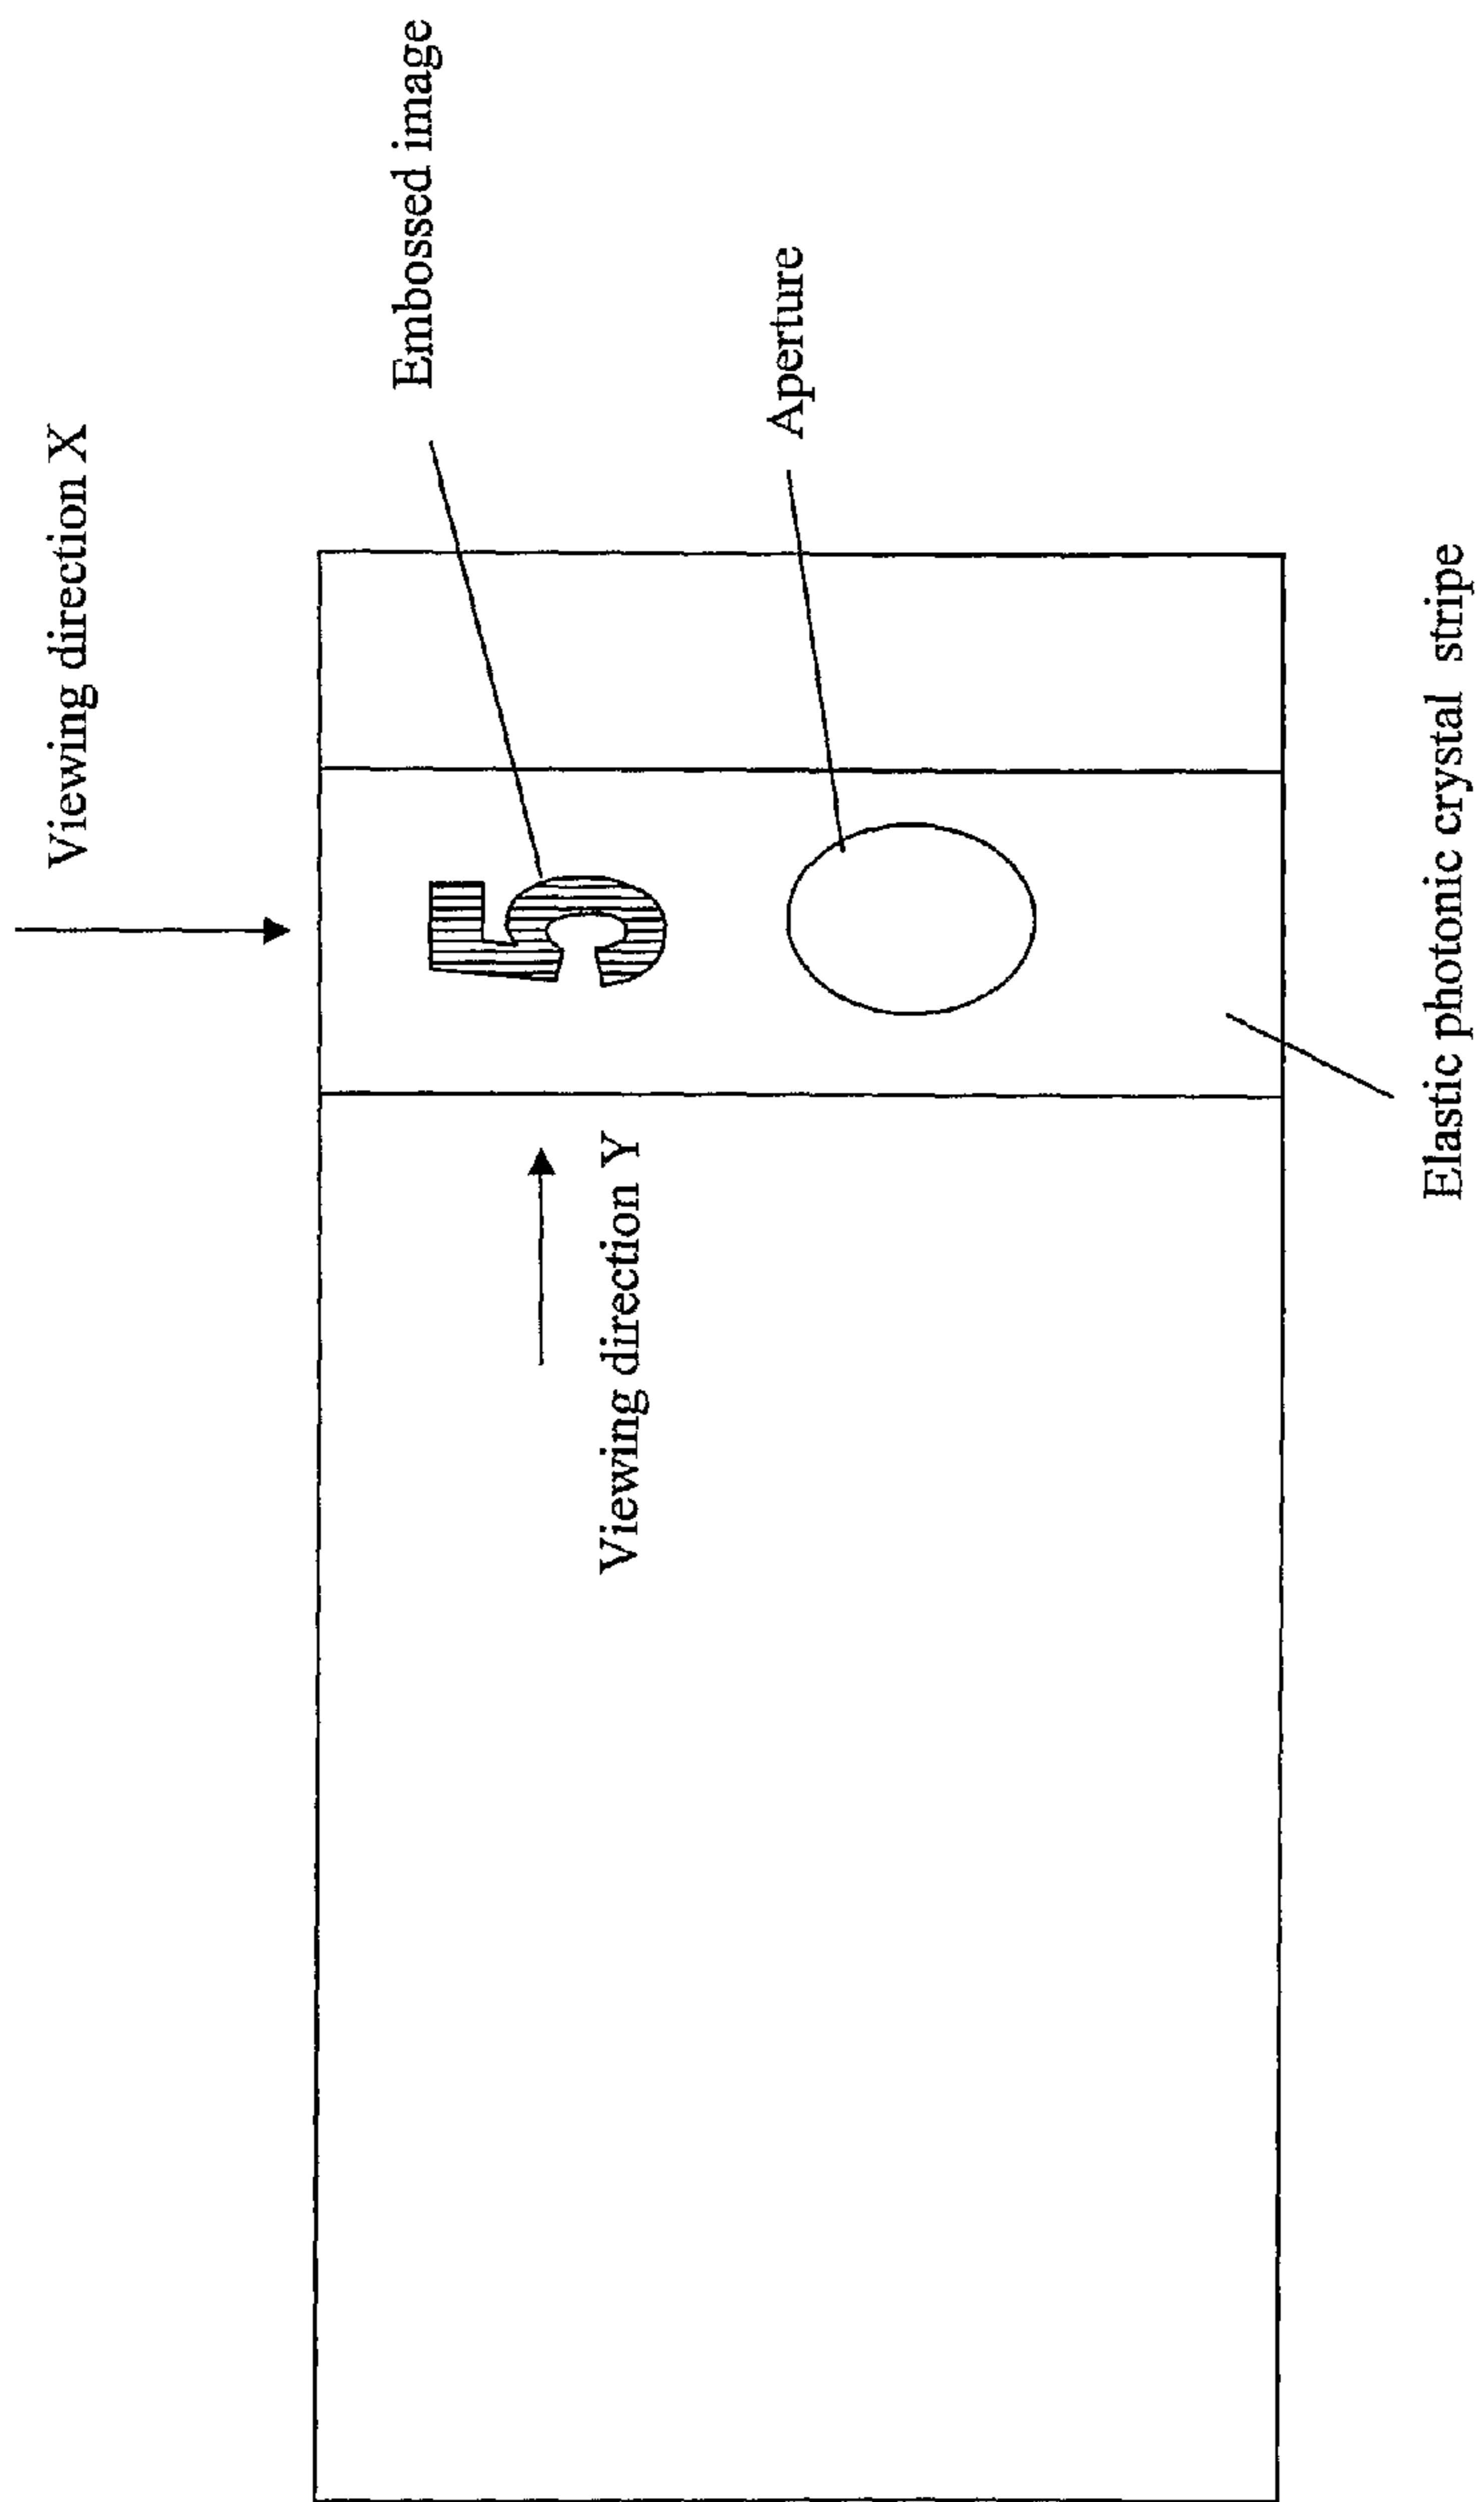 Viewing direction X
Embossed image
5
Viewing direction Y
Aperture
Elastic photonic crystal stripe